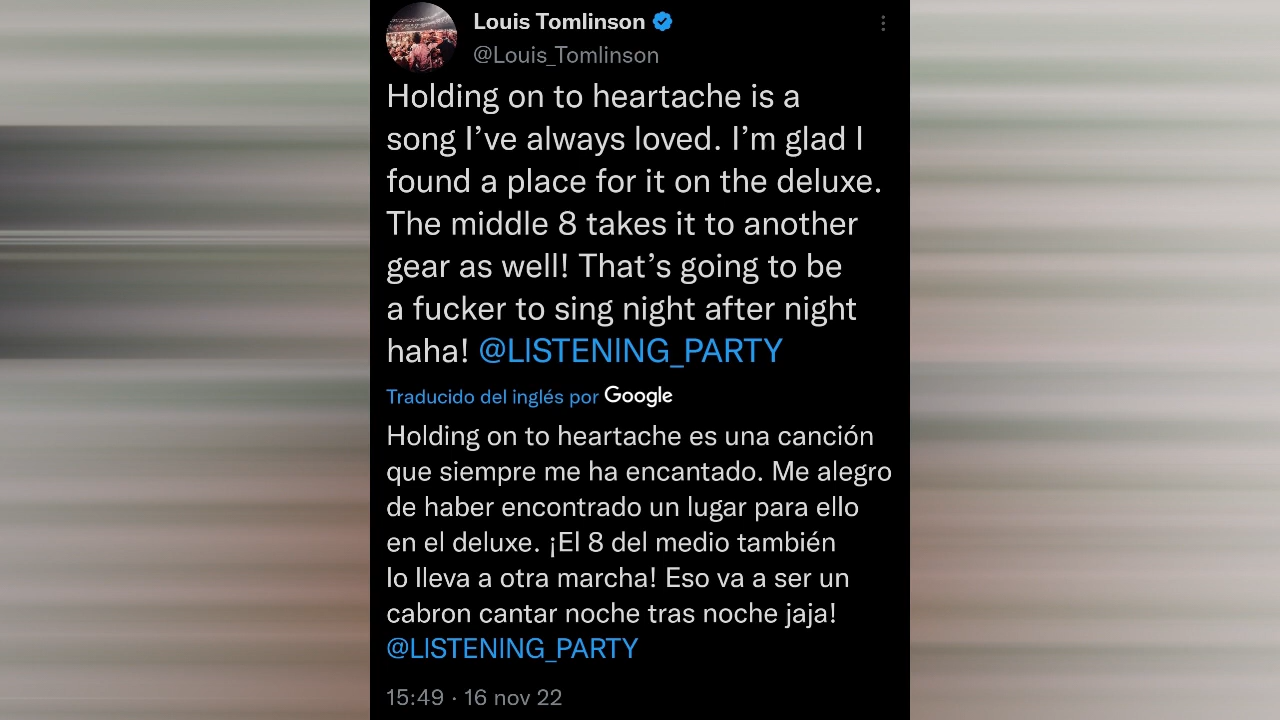 Louis Tomlinson
@Louis_Tomlinson
Holding on to heartache is a
song I’ve always loved. I’m glad I
found a place for it on the deluxe.
The middle 8 takes it to another
gear as well! That’s going to be
a fucker to sing night after night
haha! @LISTENING_PARTY
Traducido del inglés por Google
Holding on to heartache es una canción
que siempre me ha encantado. Me alegro
de haber encontrado un lugar para ello
en el deluxe. ¡El 8 del medio también
lo lleva a otra marcha! Eso va a ser un
cabron cantar noche tras noche jaja!
@LISTENING_PARTY
15:49 · 16 nov 22